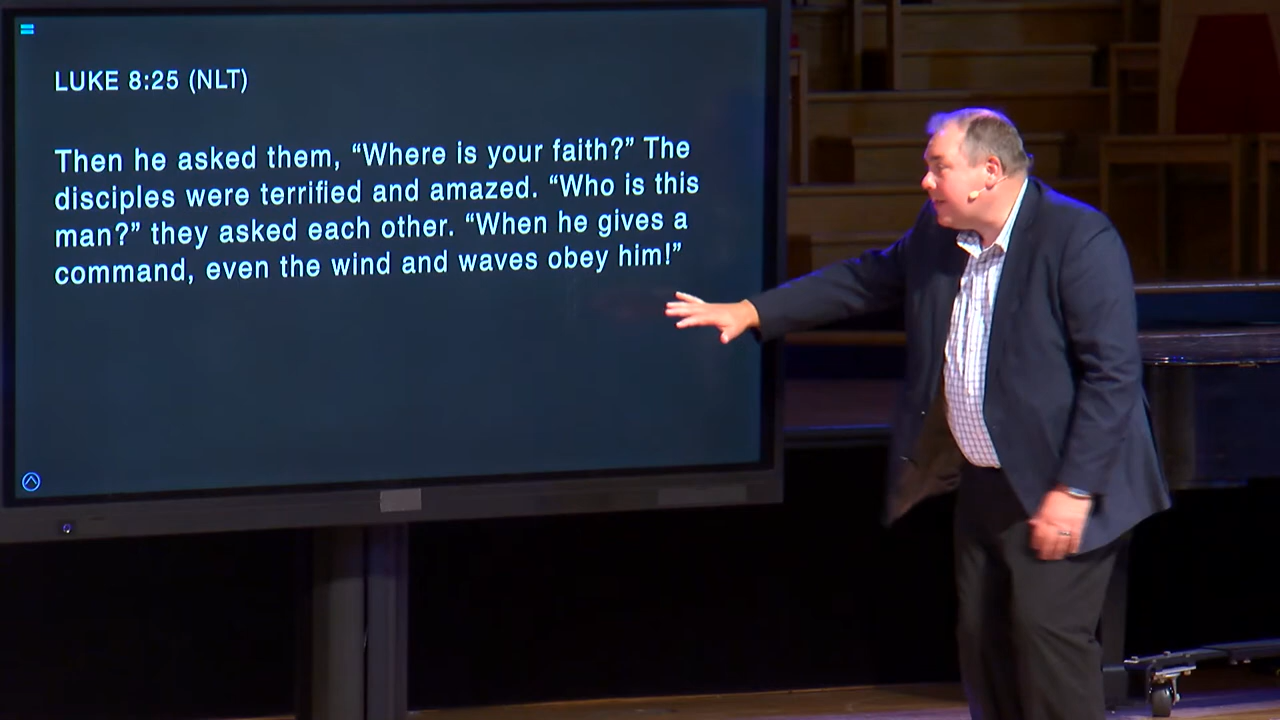 LUKE 8:25 (NLT)
Then he asked them, “Where is your faith?” The
disciples were terrified and amazed. “Who is this
man?” they asked each other. “When he gives a
command, even the wind and waves obey him!”